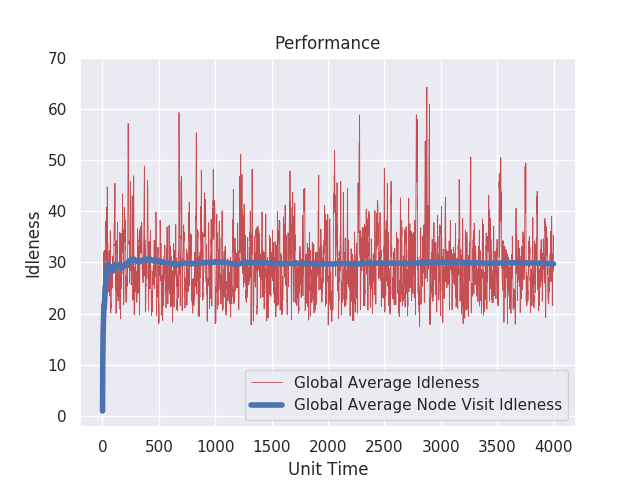 Performance
70
60
50
40
30
20
10
0
Idleness
Global Average Idleness
Global Average Node Visit Idleness
0 500 1000 1500 2000 2500 3000 3500 4000
Unit Time